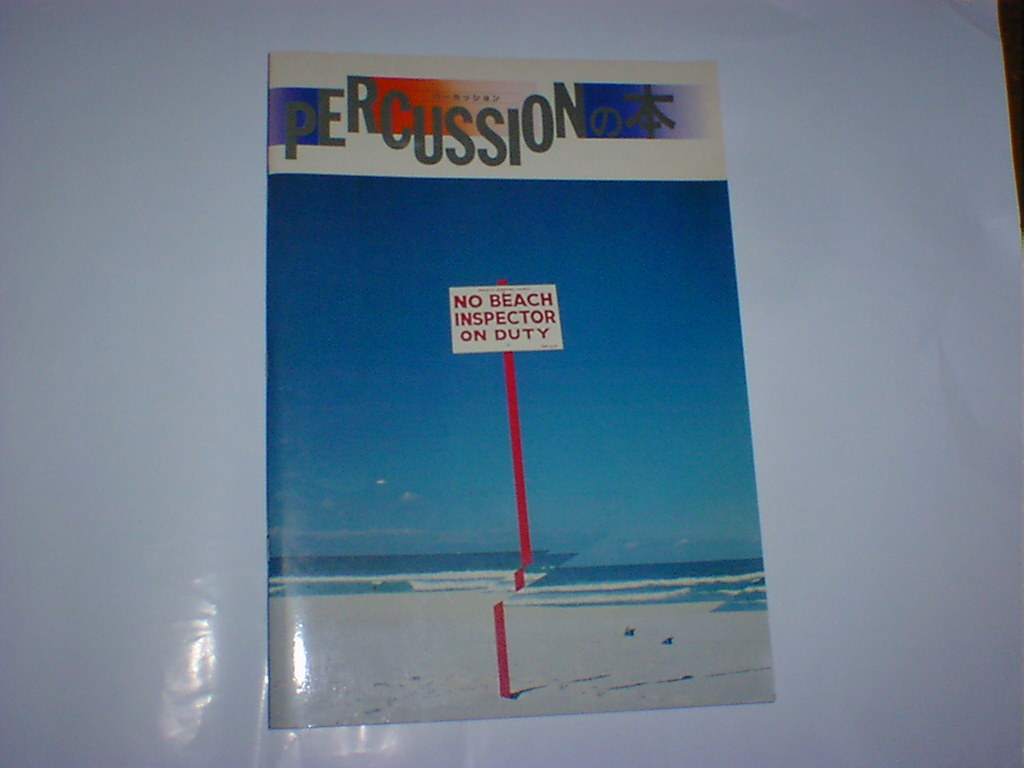 パーカッション
PERCUSSIONの本
NO BEACH
INSPECTOR
ON DUTY